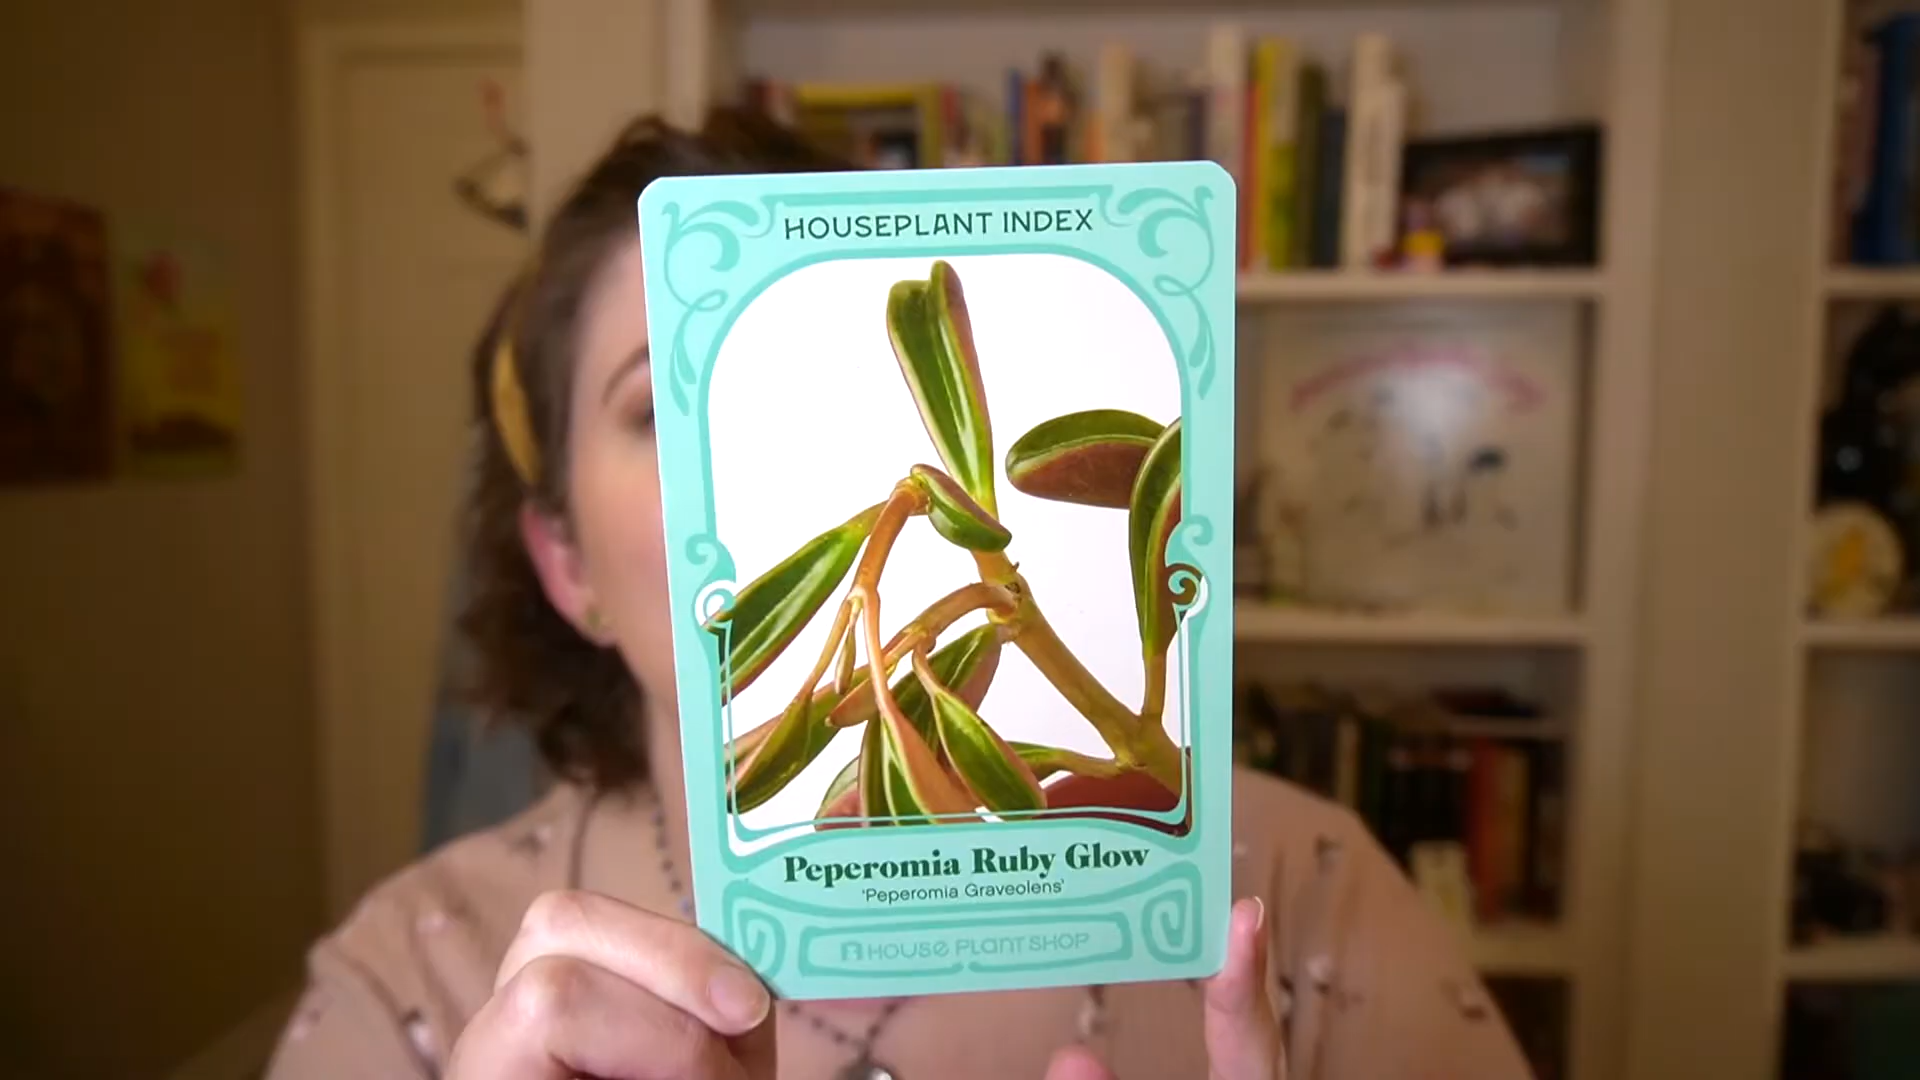 HOUSEPLANT INDEX
Peperomia Ruby Glow
'Peperomia Graveolens'
HOUSE PLANT SHOP